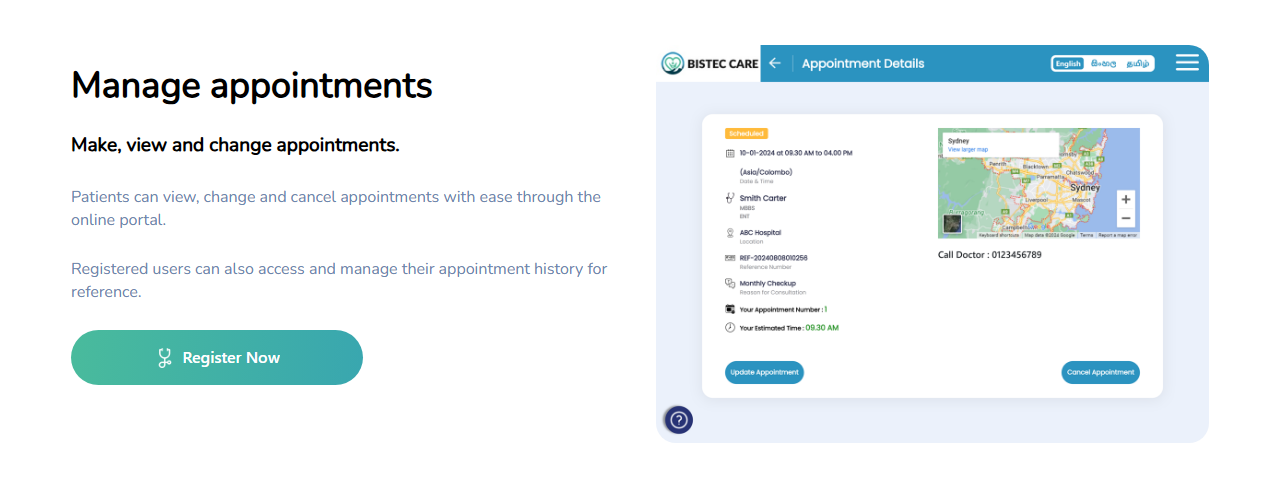 Manage appointments
Make, view and change appointments.
Patients can view, change and cancel appointments with ease through the
online portal.
Registered users can also access and manage their appointment history for
reference.
Register Now
BISTEC CARE
Appointment Details
English
සිංහල
தமிழ்
Scheduled
10-01-2024 at 09.30 AM to 04.00 PM
(Asia/Colombo)
Date & Time
Smith Carter
MBBS
ENT
ABC Hospital
Location
REF-20240808010256
Reference Number
Monthly Checkup
Reason for Consultation
Your Appointment Number : 1
Your Estimated Time : 09.30 AM
Update Appointment
Sydney
View larger map
Penrith
Blacktown
Chatswood
Parramatta
Sydney
Liverpool
Mascot
Campbelltown
Keyboard shortcuts
Map data ©2024 Google
Terms
Report a map error
Call Doctor : 0123456789
Cancel Appointment